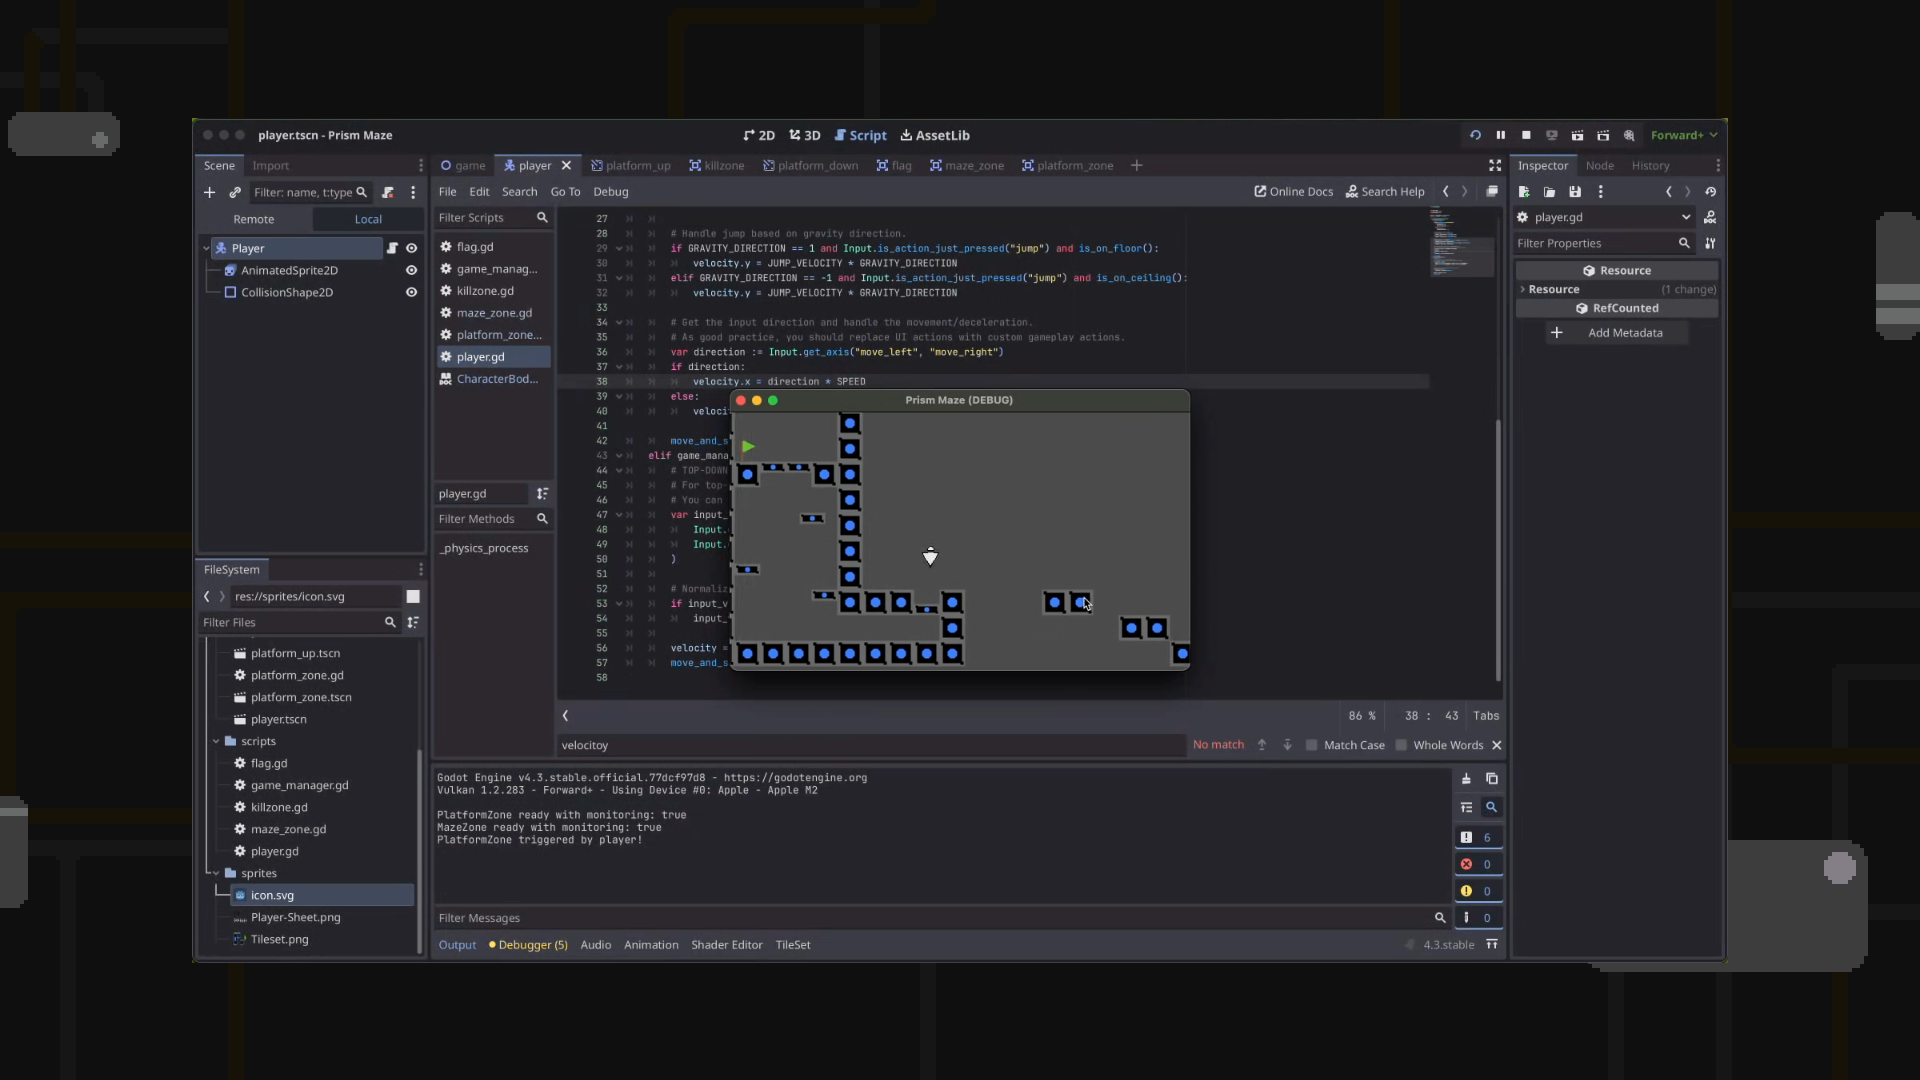 player.tscn - Prism Maze
2D
3D
Script
AssetLib
Forward+
Scene
Import
game
player
platform_up
killzone
platform_down
flag
maze_zone
platform_zone
Inspector
Node
History
Filter: name, t:type
File
Edit
Search
Go To
Debug
Online Docs
Search Help
Remote
Local
Filter Scripts
player.gd
Filter Properties
Player
AnimatedSprite2D
CollisionShape2D
flag.gd
game_manag...
killzone.gd
maze_zone.gd
platform_zone...
player.gd
CharacterBod...
player.gd
Filter Methods
_physics_process
27
28 # Handle jump based on gravity direction.
29 if GRAVITY_DIRECTION == 1 and Input.is_action_just_pressed("jump") and is_on_floor():
30 velocity.y = JUMP_VELOCITY * GRAVITY_DIRECTION
31 elif GRAVITY_DIRECTION == -1 and Input.is_action_just_pressed("jump") and is_on_ceiling():
32 velocity.y = JUMP_VELOCITY * GRAVITY_DIRECTION
33
34 # Get the input direction and handle the movement/deceleration.
35 # As good practice, you should replace UI actions with custom gameplay actions.
36 var direction := Input.get_axis("move_left", "move_right")
37 if direction:
38 velocity.x = direction * SPEED
39 else:
40 veloci
41
42 move_and_s
43 elif game_mana
44 # TOP-DOWN
45 # For top-
46 # You can
47 var input_
48 Input.
49 Input.
50 )
51
52 # Normaliz
53 if input_v
54 input_
55
56 velocity =
57 move_and_s
58
Prism Maze (DEBUG)
Resource
Resource
(1 change)
RefCounted
Add Metadata
FileSystem
res://sprites/icon.svg
Filter Files
platform_up.tscn
platform_zone.gd
platform_zone.tscn
player.tscn
scripts
flag.gd
game_manager.gd
killzone.gd
maze_zone.gd
player.gd
sprites
icon.svg
Player-Sheet.png
Tileset.png
86 %
38 : 43
Tabs
velocitoy
No match
Match Case
Whole Words
Godot Engine v4.3.stable.official.77dcf97d8 - https://godotengine.org
Vulkan 1.2.283 - Forward+ - Using Device #0: Apple - Apple M2
PlatformZone ready with monitoring: true
MazeZone ready with monitoring: true
PlatformZone triggered by player!
6
0
0
0
Filter Messages
Output
Debugger (5)
Audio
Animation
Shader Editor
TileSet
4.3.stable